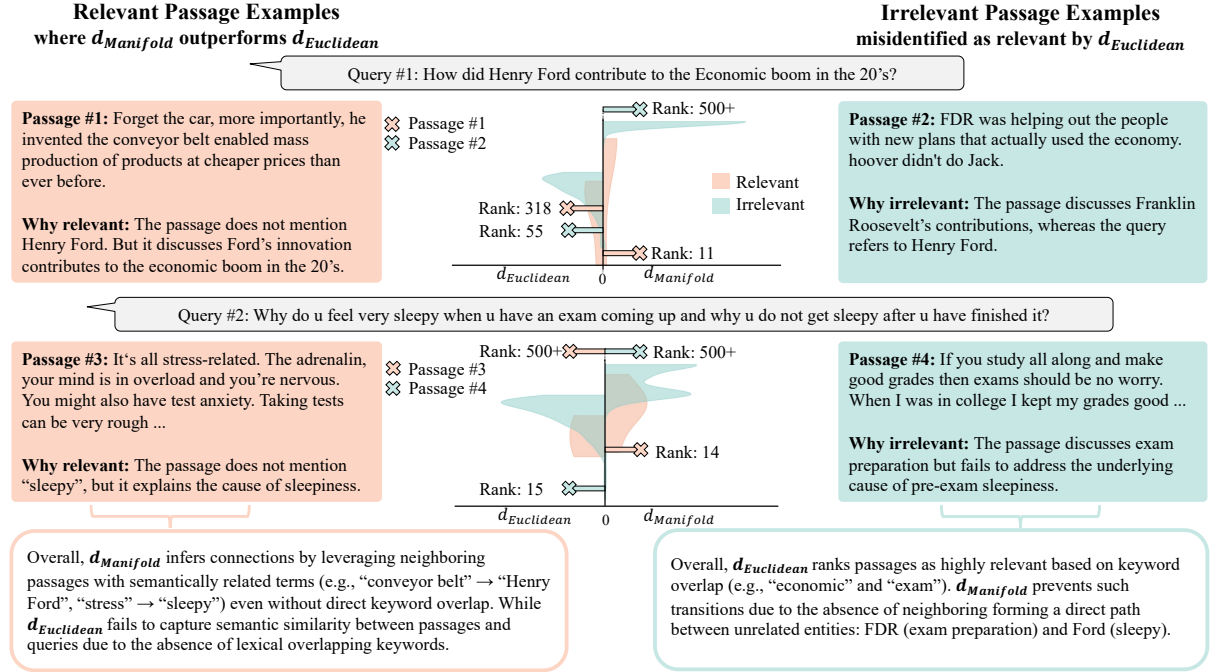 Relevant Passage Examples
where d_Manifold outperforms d_Euclidean
Irrelevant Passage Examples
misidentified as relevant by d_Euclidean
Query #1: How did Henry Ford contribute to the Economic boom in the 20's?
Passage #1: Forget the car, more importantly, he
invented the conveyor belt enabled mass
production of products at cheaper prices than
ever before.
Why relevant: The passage does not mention
Henry Ford. But it discusses Ford's innovation
contributes to the economic boom in the 20's.
Passage #1
Passage #2
Rank: 500+
Relevant
Irrelevant
Rank: 318
Rank: 55
Rank: 11
d_Euclidean
0
d_Manifold
Passage #2: FDR was helping out the people
with new plans that actually used the economy.
hoover didn't do Jack.
Why irrelevant: The passage discusses Franklin
Roosevelt's contributions, whereas the query
refers to Henry Ford.
Query #2: Why do u feel very sleepy when u have an exam coming up and why u do not get sleepy after u have finished it?
Passage #3: It's all stress-related. The adrenalin,
your mind is in overload and you're nervous.
You might also have test anxiety. Taking tests
can be very rough ...
Why relevant: The passage does not mention
"sleepy", but it explains the cause of sleepiness.
Rank: 500+
Rank: 500+
Passage #3
Passage #4
Rank: 14
Rank: 15
d_Euclidean
0
d_Manifold
Passage #4: If you study all along and make
good grades then exams should be no worry.
When I was in college I kept my grades good ...
Why irrelevant: The passage discusses exam
preparation but fails to address the underlying
cause of pre-exam sleepiness.
Overall, d_Manifold infers connections by leveraging neighboring
passages with semantically related terms (e.g., "conveyor belt" → "Henry
Ford", "stress" → "sleepy") even without direct keyword overlap. While
d_Euclidean fails to capture semantic similarity between passages and
queries due to the absence of lexical overlapping keywords.
Overall, d_Euclidean ranks passages as highly relevant based on keyword
overlap (e.g., "economic" and "exam"). d_Manifold prevents such
transitions due to the absence of neighboring forming a direct path
between unrelated entities: FDR (exam preparation) and Ford (sleepy).